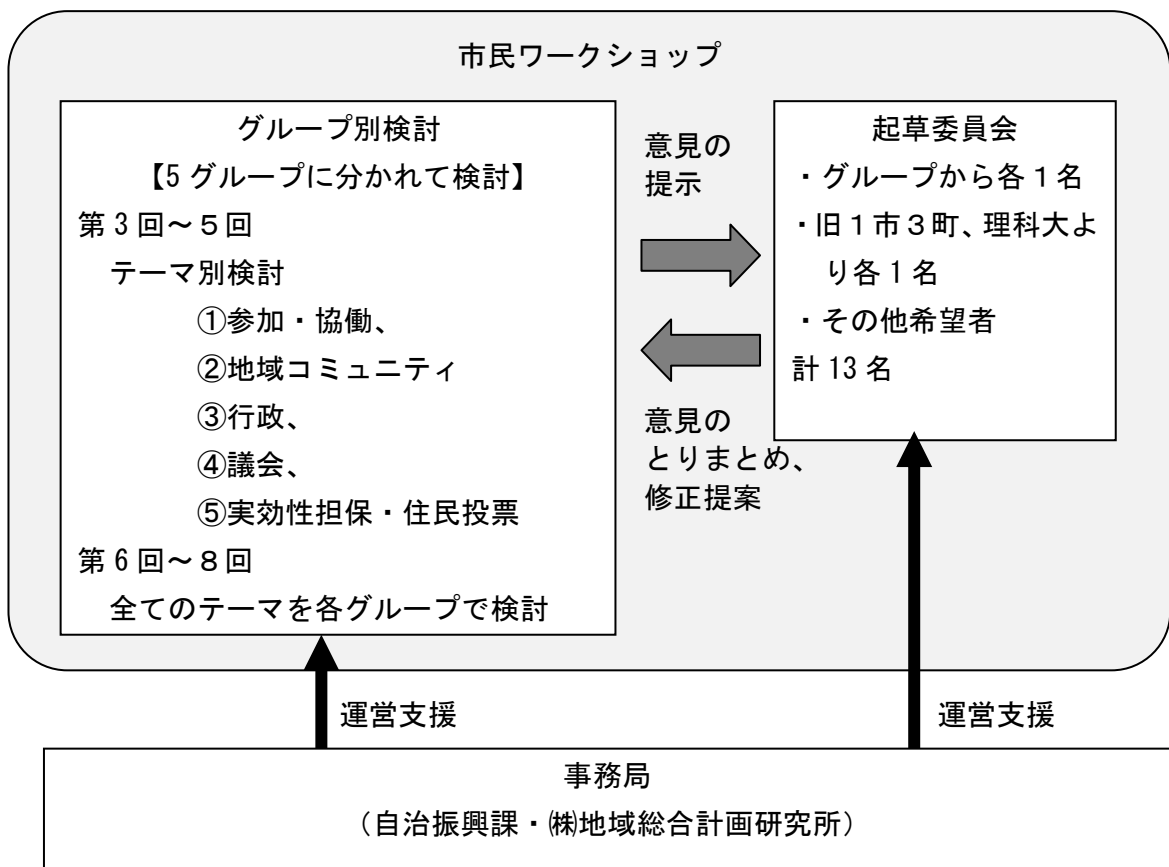 市民ワークショップ
グループ別検討
【5グループに分かれて検討】
第3回～５回
テーマ別検討
①参加・協働、
②地域コミュニティ
③行政、
④議会、
⑤実効性担保・住民投票
第6回～８回
全てのテーマを各グループで検討
意見の
提示
意見の
とりまとめ、
修正提案
起草委員会
・グループから各１名
・旧１市３町、理科大よ
り各１名
・その他希望者
計13名
運営支援
運営支援
事務局
（自治振興課・㈱地域総合計画研究所）